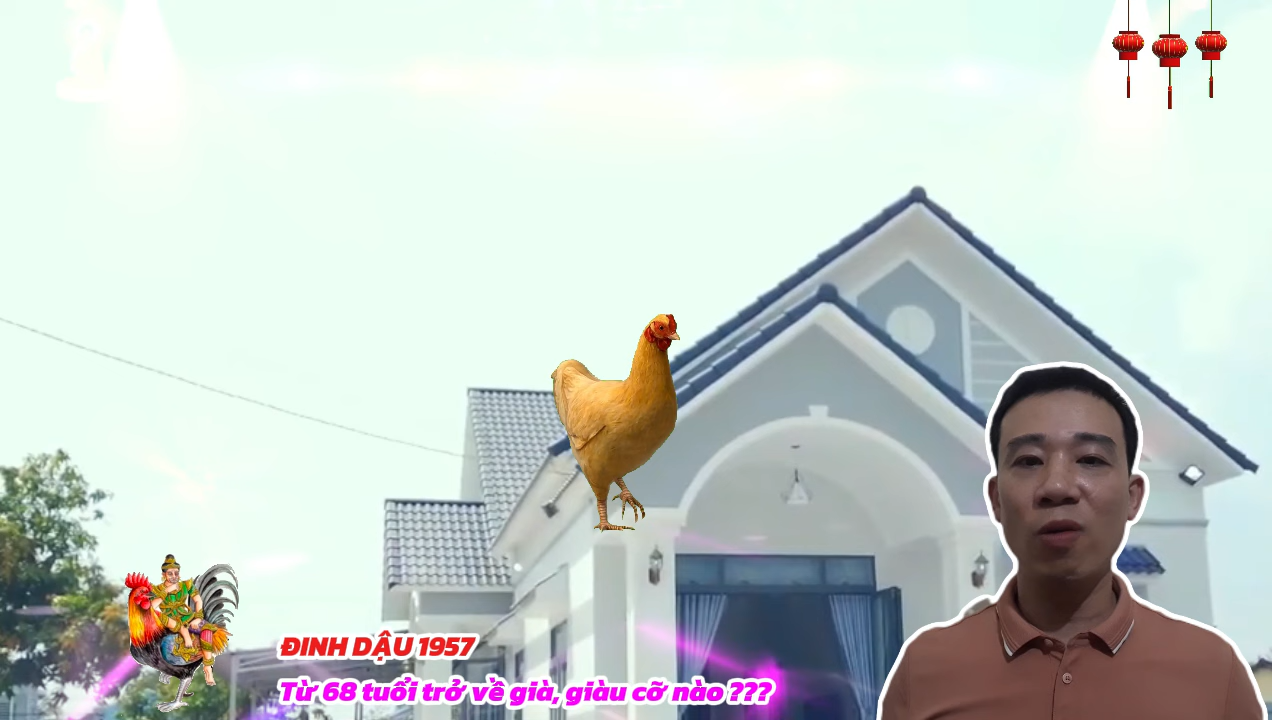 ĐINH DẬU 1957
Từ 68 tuổi trở về già, giàu cỡ nào ???